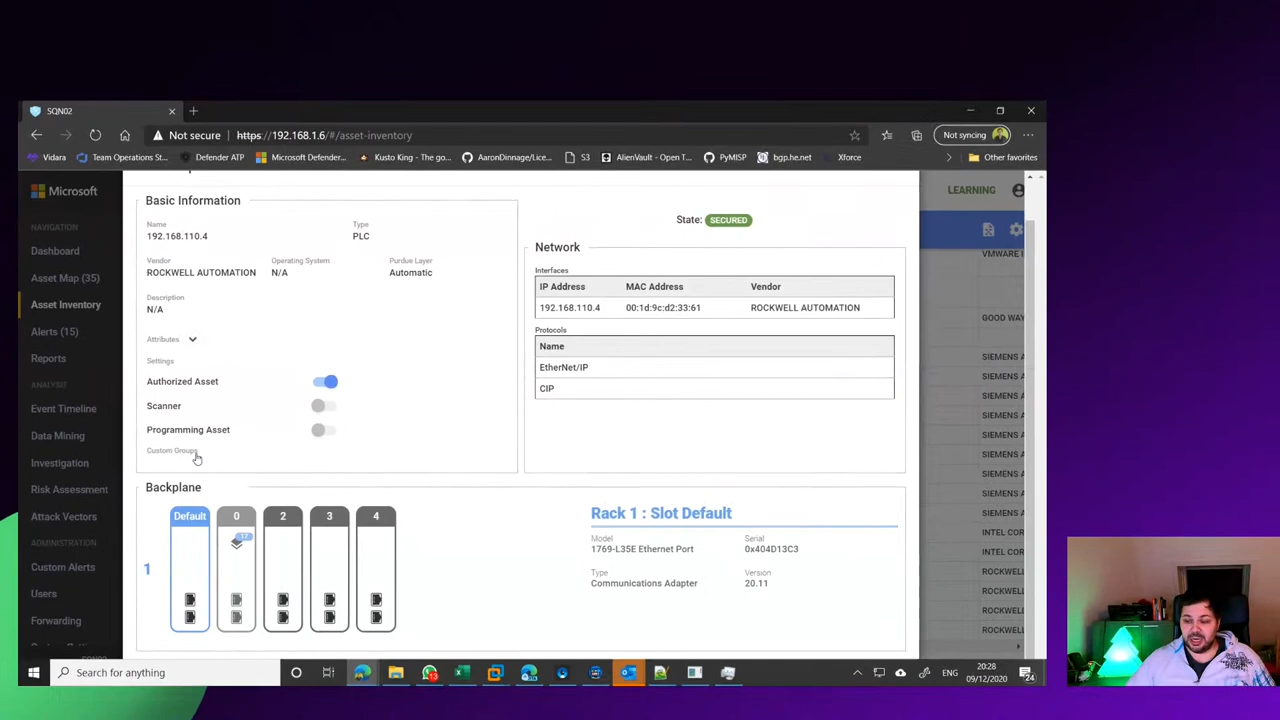 SQN02
Not secure https://192.168.1.6/#/asset-inventory Not syncing
Vidara Team Operations St... Defender ATP Microsoft Defender... Kusto King - The go... AaronDinnage/Lice... S3 AlienVault - Open T... PyMISP bgp.he.net Xforce Other favorites
Microsoft
LEARNING
NAVIGATION
Dashboard
Asset Map (35)
Asset Inventory
Alerts (15)
Reports
ANALYSIS
Event Timeline
Data Mining
Investigation
Risk Assessment
Attack Vectors
ADMINISTRATION
Custom Alerts
Users
Forwarding
Basic Information
Name Type
192.168.110.4 PLC
Vendor Operating System Purdue Layer
ROCKWELL AUTOMATION N/A Automatic
Description
N/A
Attributes
Settings
Authorized Asset
Scanner
Programming Asset
Custom Groups
State: SECURED
Network
Interfaces
IP Address MAC Address Vendor
192.168.110.4 00:1d:9c:d2:33:61 ROCKWELL AUTOMATION
Protocols
Name
EtherNet/IP
CIP
Backplane
Default 0 2 3 4
17
1
Rack 1 : Slot Default
Model Serial
1769-L35E Ethernet Port 0x404D13C3
Type Version
Communications Adapter 20.11
VMWARE I
GOOD WAY
SIEMENS A
SIEMENS A
SIEMENS A
SIEMENS A
SIEMENS A
SIEMENS A
SIEMENS A
SIEMENS A
SIEMENS A
INTEL COR
INTEL COR
ROCKWELL
ROCKWELL
ROCKWELL
ROCKWELL
Search for anything
13
ENG
20:28
09/12/2020
24